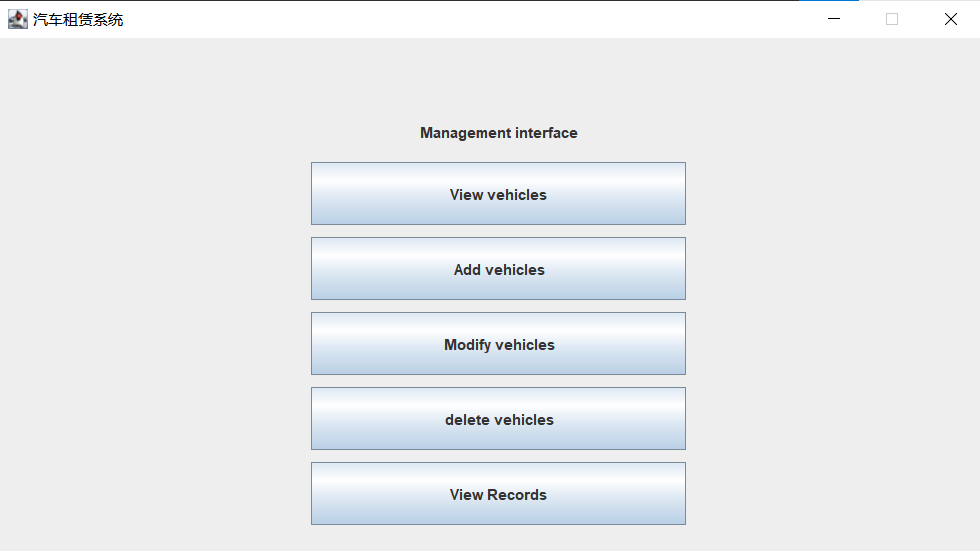 汽车租赁系统
Management interface
View vehicles
Add vehicles
Modify vehicles
delete vehicles
View Records